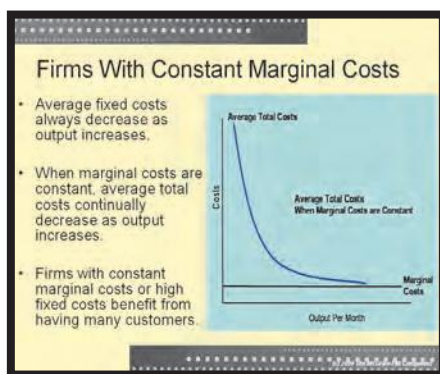 Firms With Constant Marginal Costs
• Average fixed costs
always decrease as
output increases.
• When marginal costs are
constant, average total
costs continually
decrease as output
increases.
• Firms with constant
marginal costs or high
fixed costs benefit from
having many customers.
Average Total Costs
Costs
Average Total Costs
When Marginal Costs are Constant
Marginal
Costs
Output Per Month